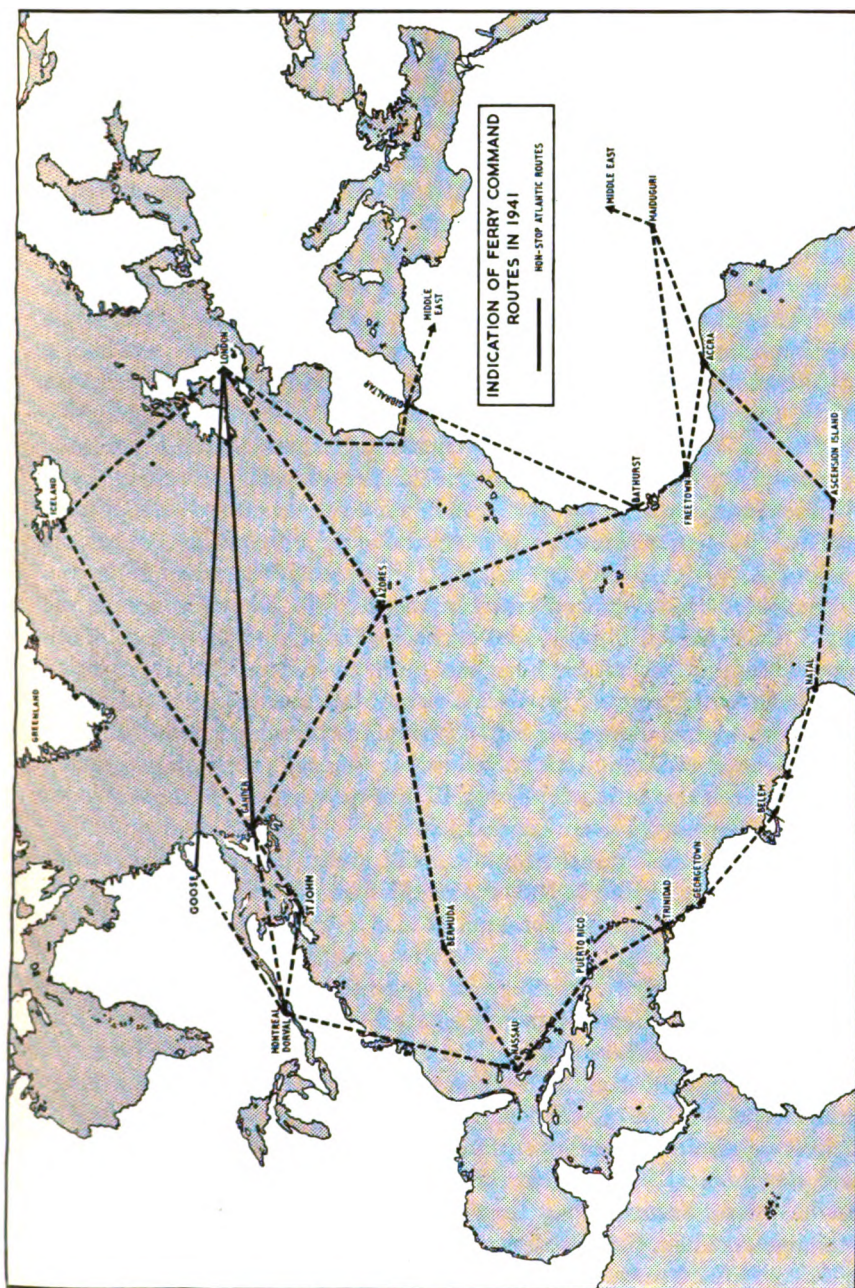 INDICATION OF FERRY COMMAND
ROUTES IN 1941
NON-STOP ATLANTIC ROUTES
GREENLAND
ICELAND
LONDON
GOOSE
GANDER
MONTREAL
DORVAL
ST JOHN
AZORES
GIBRALTAR
MIDDLE
EAST
BERMUDA
NASSAU
PUERTO RICO
BATHURST
MIDDLE EAST
MAIDUGURI
FREETOWN
ACCRA
TRINIDAD
GEORGETOWN
BELEM
NATAL
ASCENSION ISLAND